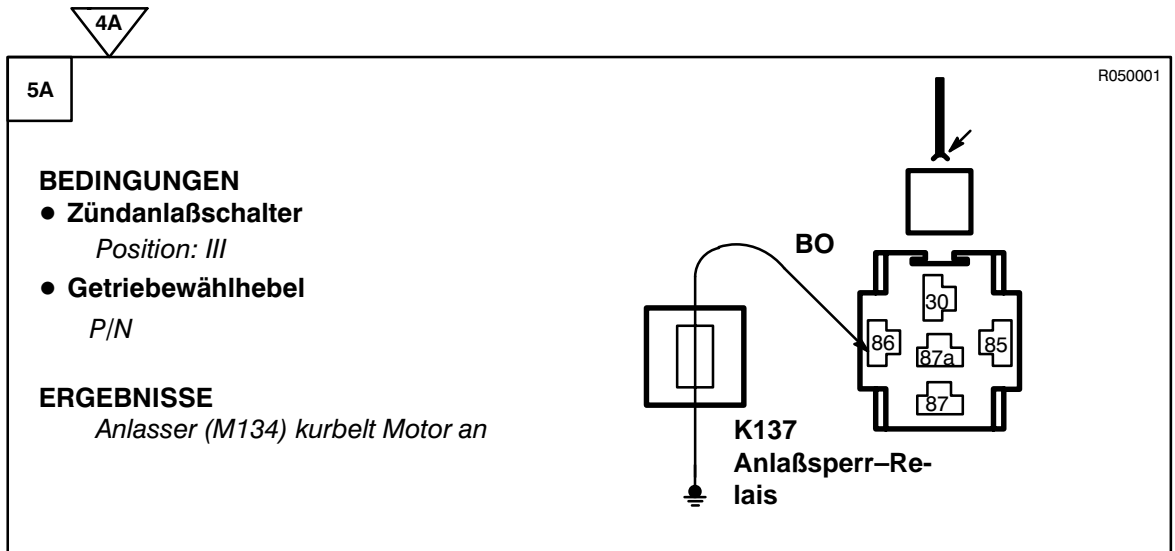 4A
5A
R050001
BEDINGUNGEN
● Zündanlaßschalter
Position: III
● Getriebewählhebel
P/N
ERGEBNISSE
Anlasser (M134) kurbelt Motor an
BO
30
86
87a
85
87
K137
Anlaßsperr–Re-
lais